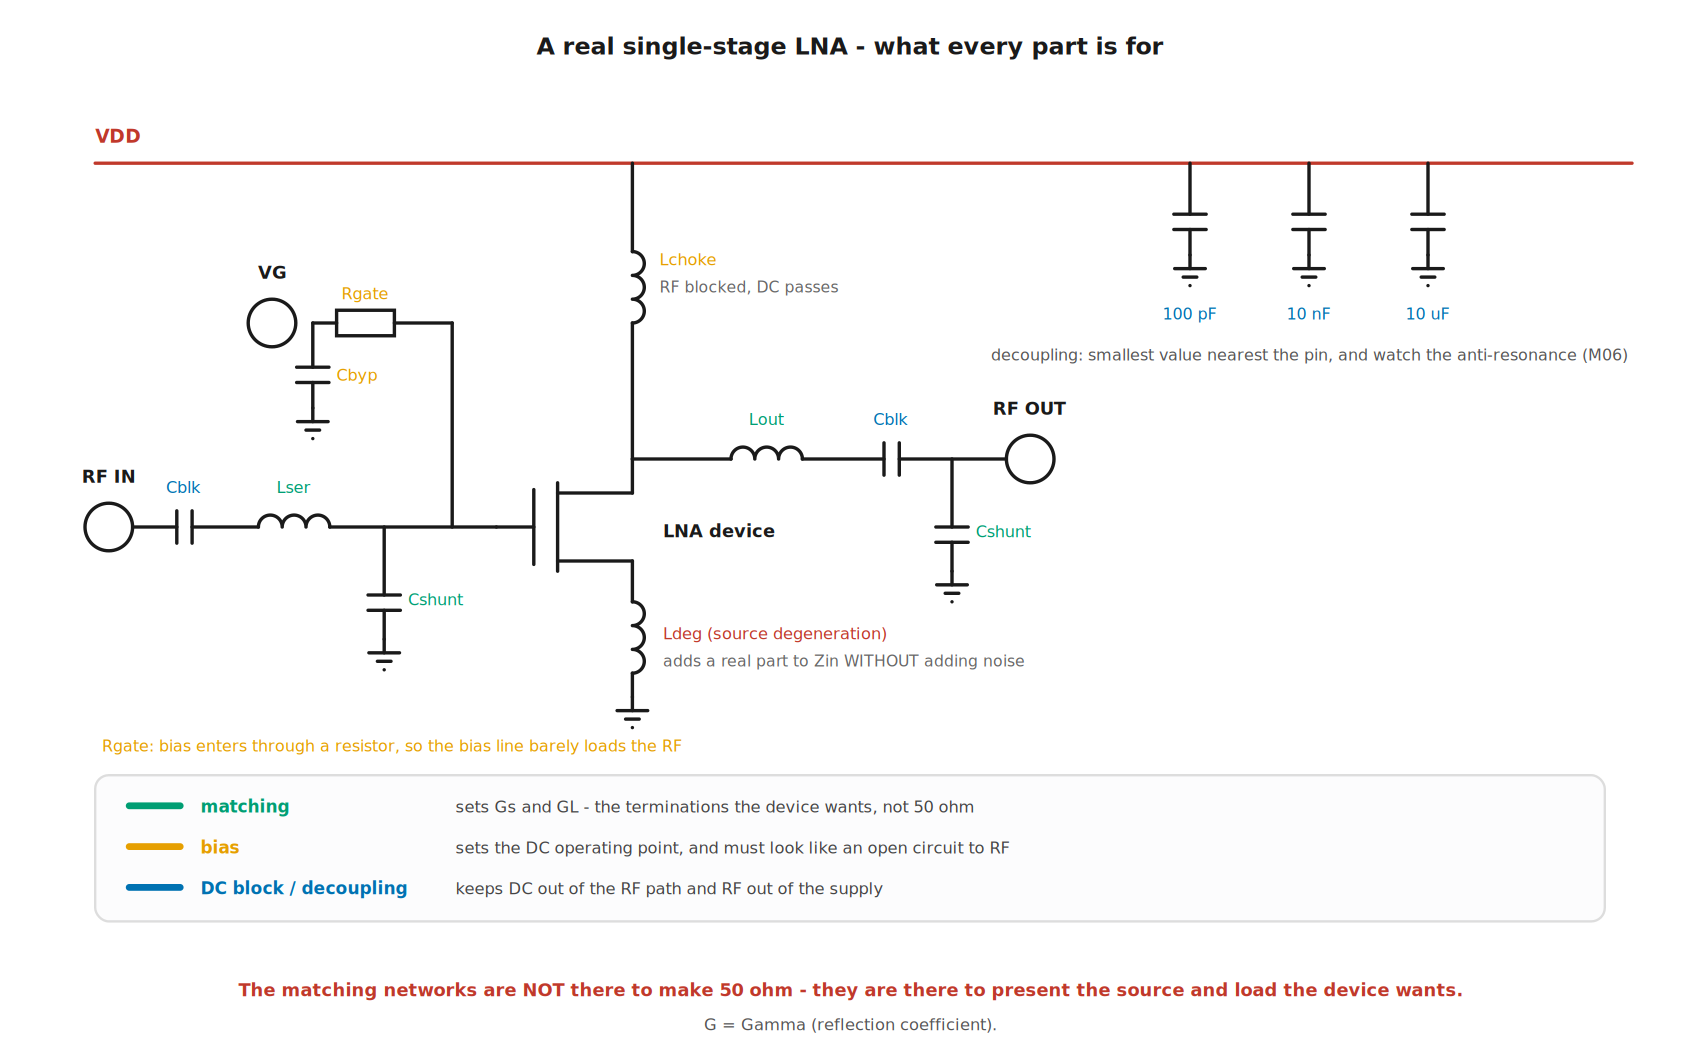 A real single-stage LNA - what every part is for
VDD
VG
Rgate
Cbyp
Lchoke
RF blocked, DC passes
100 pF
10 nF
10 uF
decoupling: smallest value nearest the pin, and watch the anti-resonance (M06)
RF IN
Cblk
Lser
Cshunt
LNA device
Lout
Cblk
RF OUT
Cshunt
Ldeg (source degeneration)
adds a real part to Zin WITHOUT adding noise
Rgate: bias enters through a resistor, so the bias line barely loads the RF
matching sets Gs and GL - the terminations the device wants, not 50 ohm
bias sets the DC operating point, and must look like an open circuit to RF
DC block / decoupling keeps DC out of the RF path and RF out of the supply
The matching networks are NOT there to make 50 ohm - they are there to present the source and load the device wants.
G = Gamma (reflection coefficient).